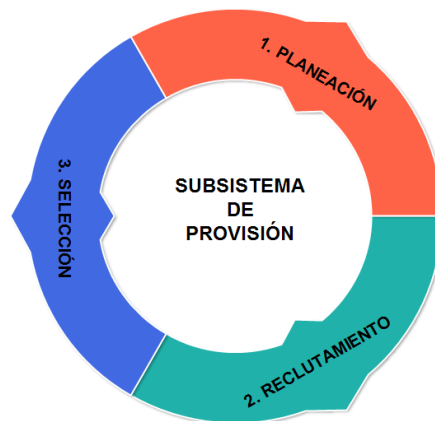 1. PLANEACIÓN
3. SELECCIÓN
SUBSISTEMA
DE
PROVISIÓN
2. RECLUTAMIENTO